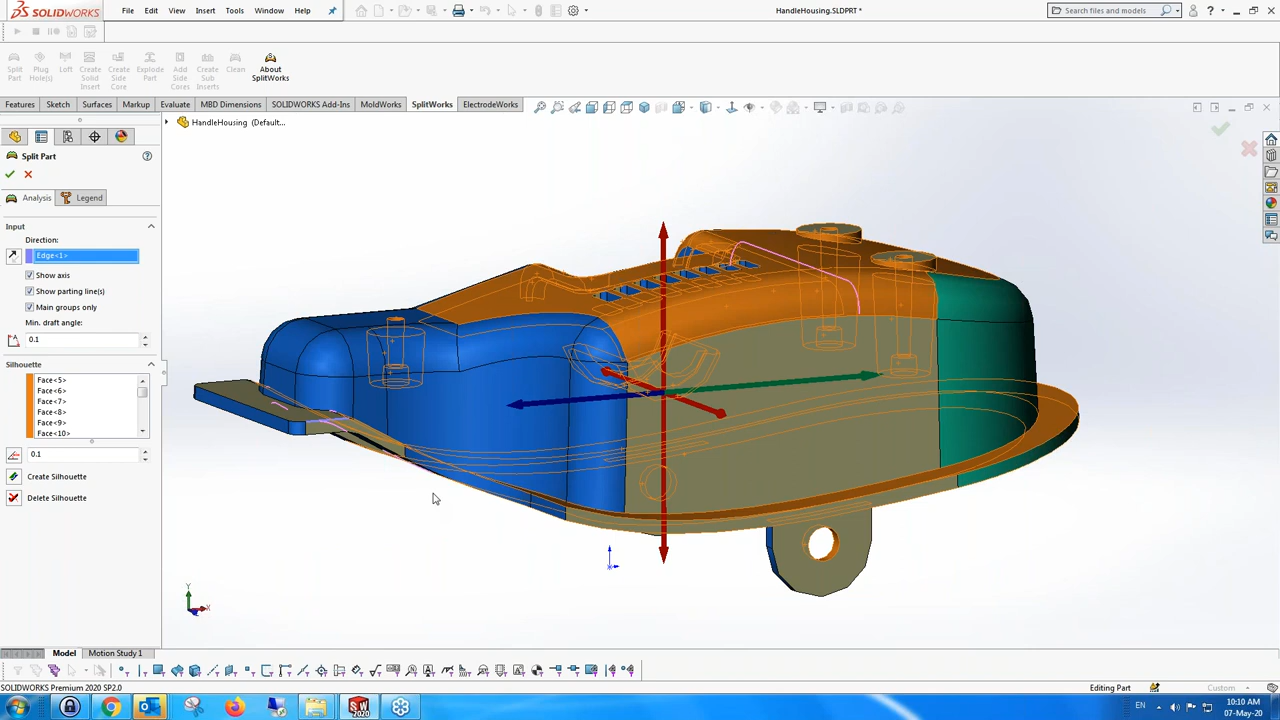 SOLIDWORKS
File Edit View Insert Tools Window Help
HandleHousing.SLDPRT *
Search files and models
Split Part
Plug Hole(s)
Loft
Create Solid Insert
Create Side Core
Explode Part
Add Side Cores
Create Sub Inserts
Clean
About SplitWorks
Features Sketch Surfaces Markup Evaluate MBD Dimensions SOLIDWORKS Add-Ins MoldWorks SplitWorks ElectrodeWorks
HandleHousing (Default...
Split Part
Analysis Legend
Input
Direction:
Edge<1>
Show axis
Show parting line(s)
Main groups only
Min. draft angle:
0.1
Silhouette
Face<5>
Face<6>
Face<7>
Face<8>
Face<9>
Face<10>
0.1
Create Silhouette
Delete Silhouette
Y
X
Model Motion Study 1
SOLIDWORKS Premium 2020 SP2.0
Editing Part
Custom
EN
10:10 AM
07-May-20
SW
2020